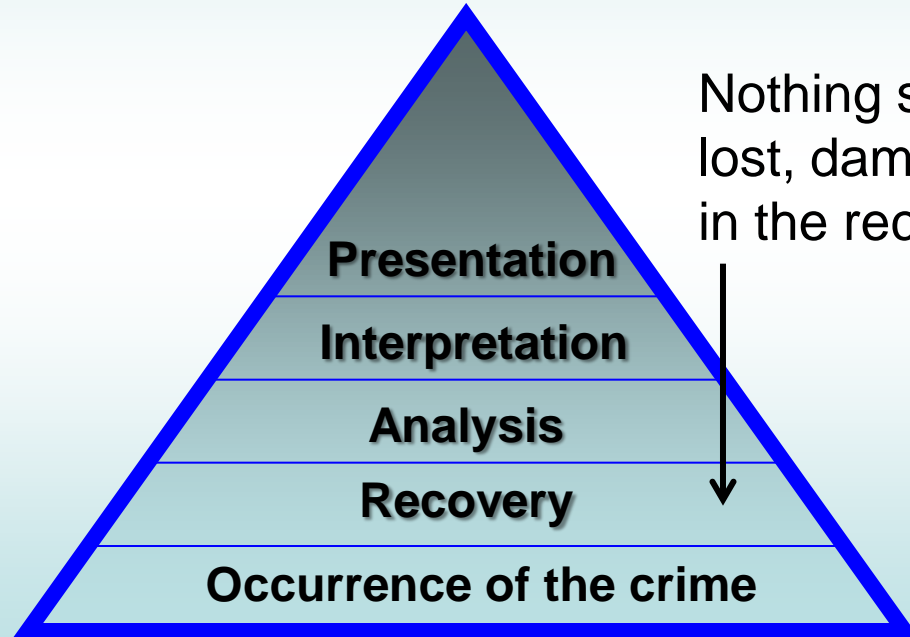 Nothing
lost,
in the
Presentation
Interpretation
Analysis
Recovery
Occurrence of the crime